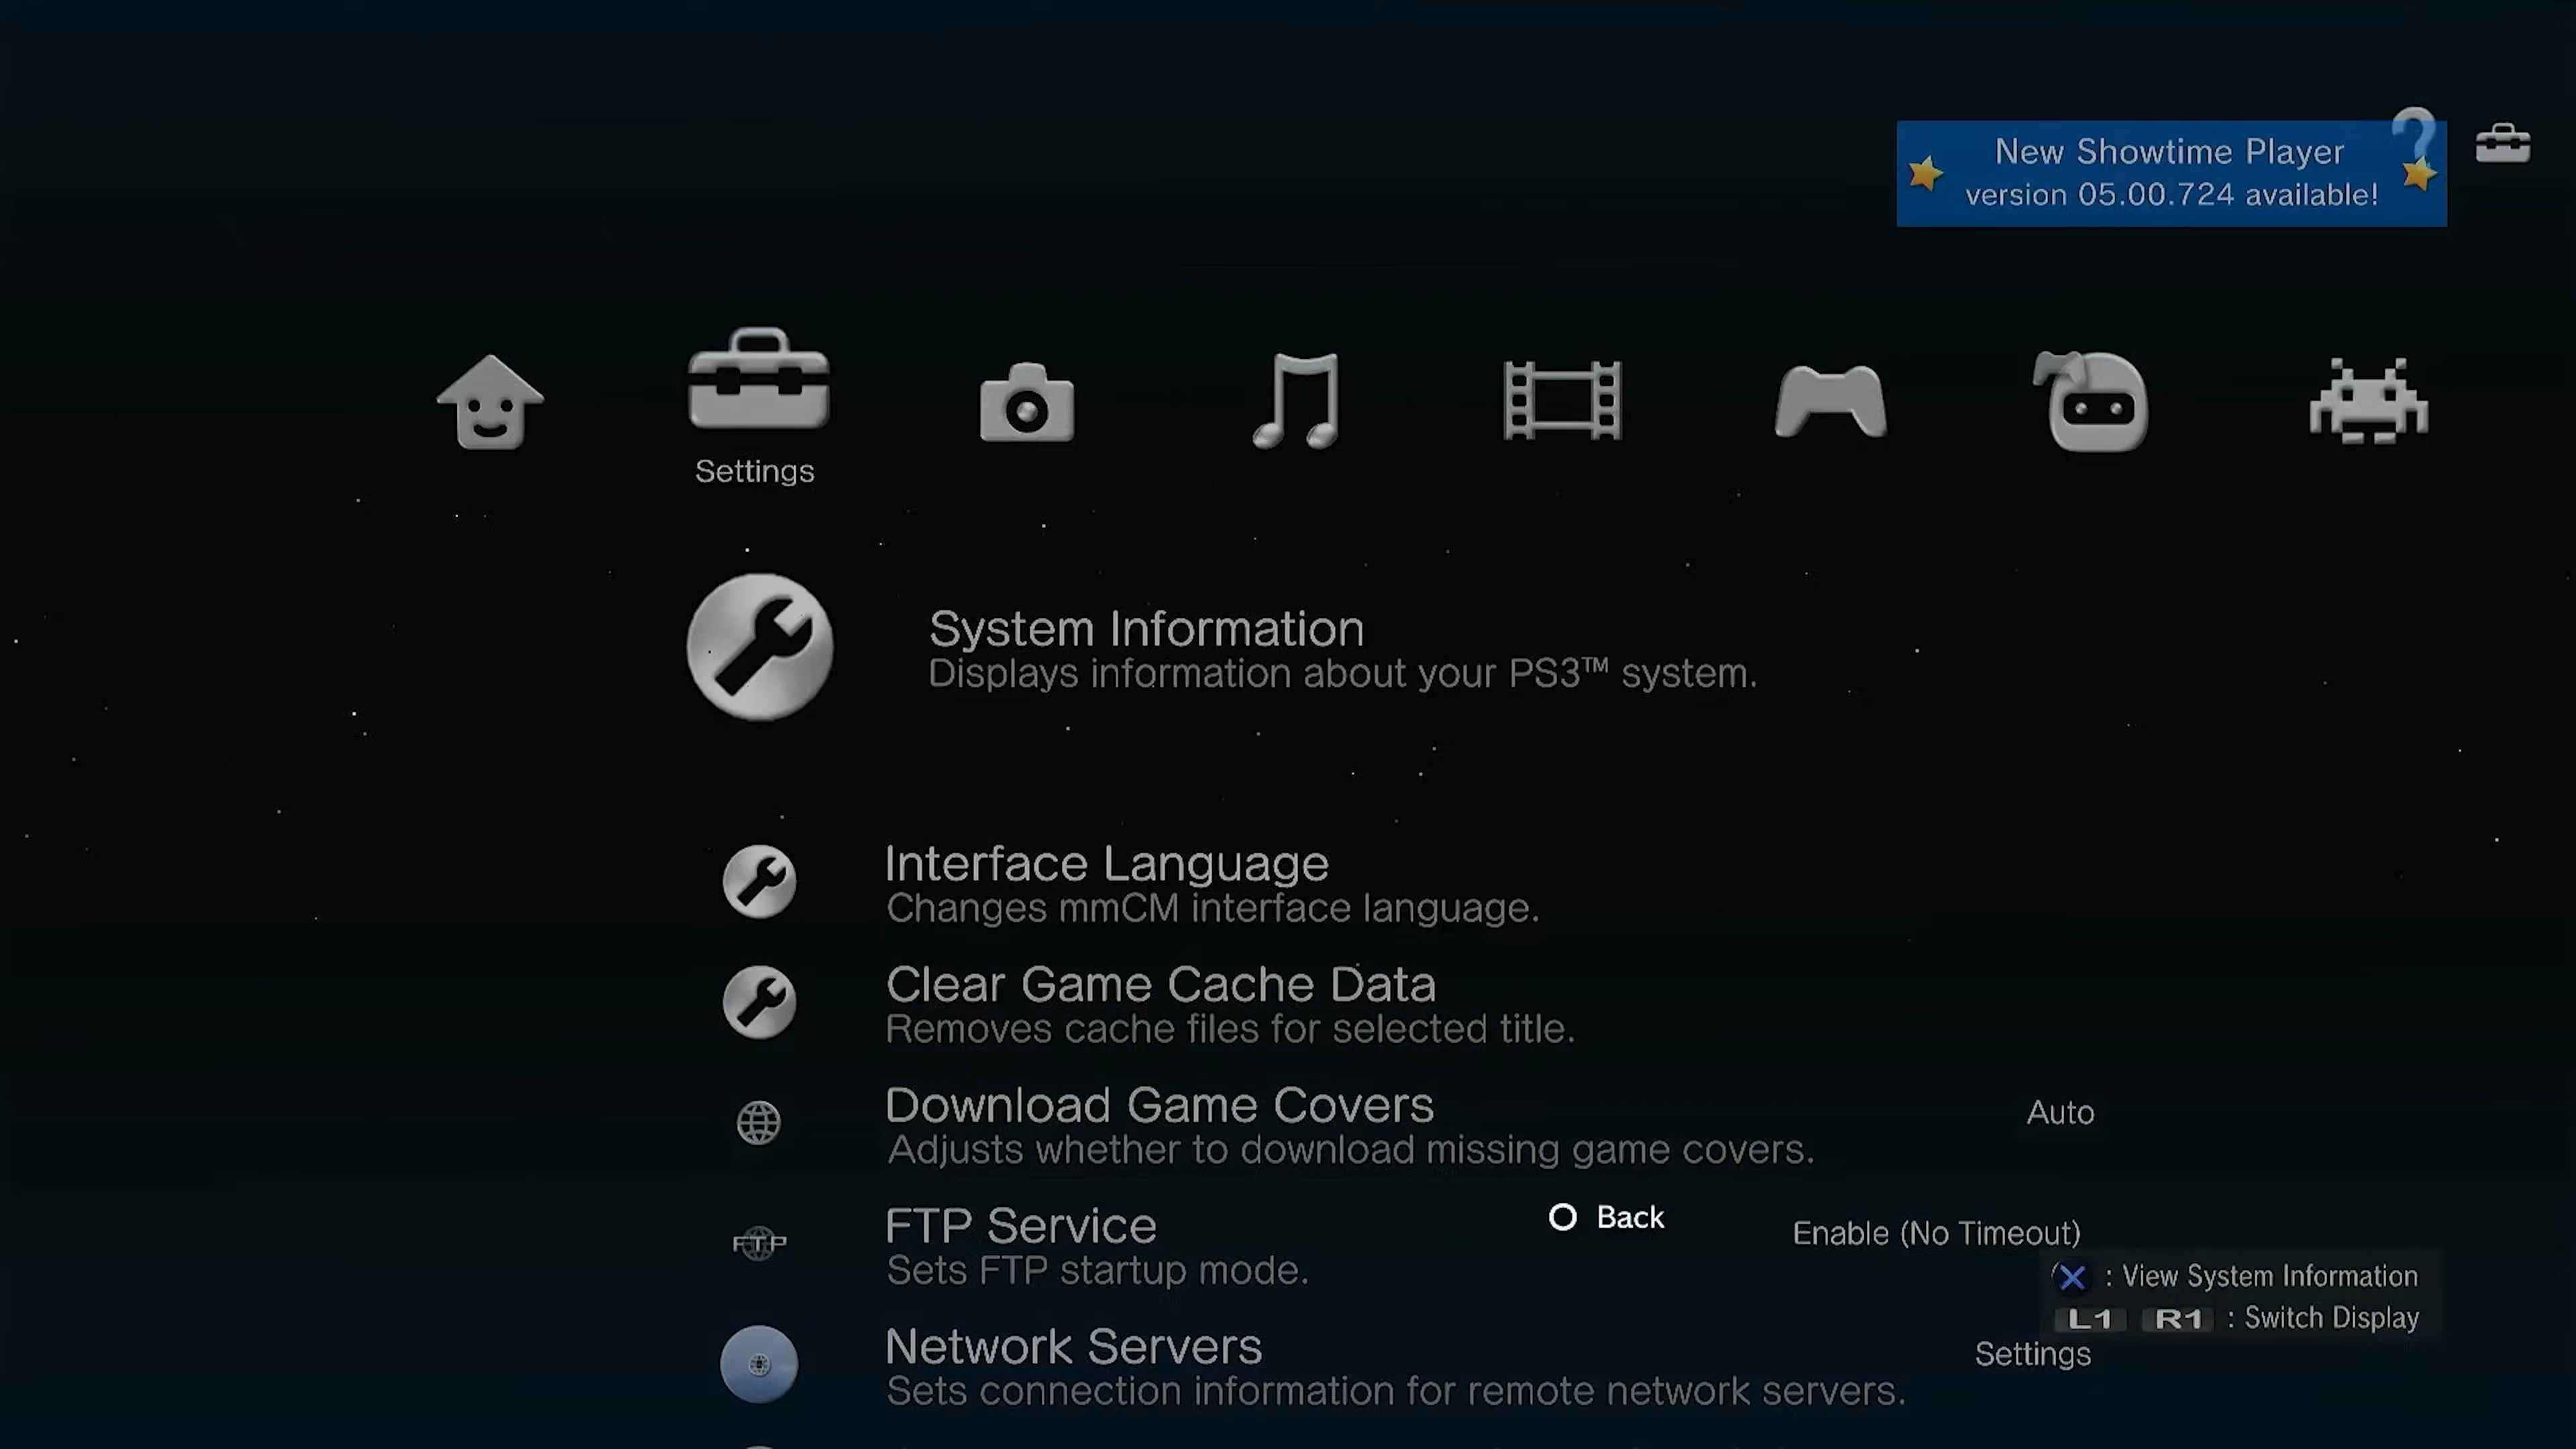 New Showtime Player
version 05.00.724 available!
Settings
System Information
Displays information about your PS3™ system.
Interface Language
Changes mmCM interface language.
Clear Game Cache Data
Removes cache files for selected title.
Download Game Covers
Auto
Adjusts whether to download missing game covers.
FTP
FTP Service
Back
Enable (No Timeout)
Sets FTP startup mode.
: View System Information
L1 R1 : Switch Display
Network Servers
Settings
Sets connection information for remote network servers.